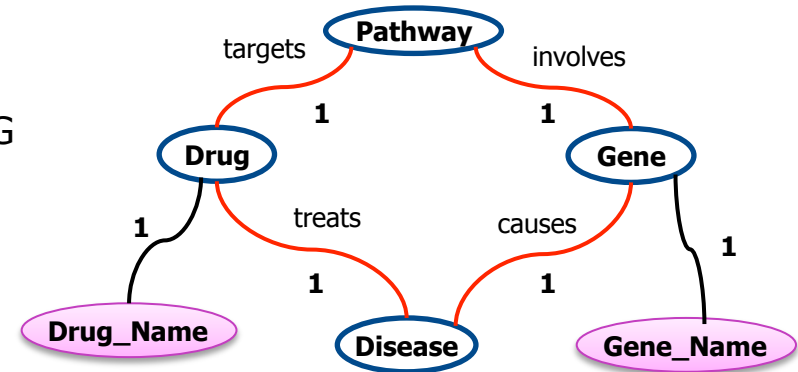 Pathway
targets
involves
1
1
G
Drug
Gene
1
treats
causes
1
1
1
Drug_Name
Disease
Gene_Name